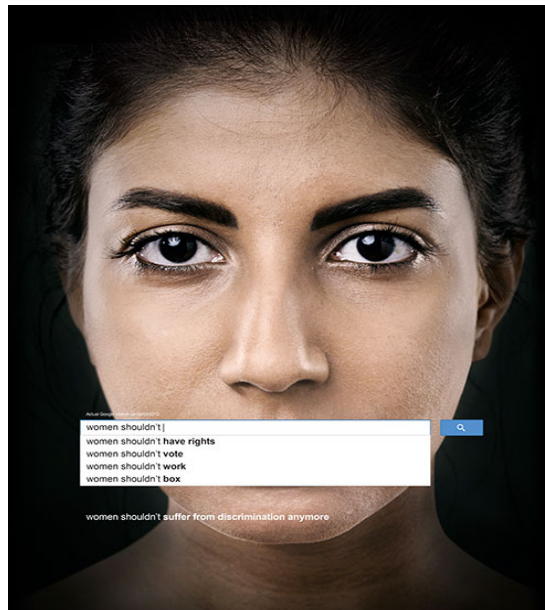 women shouldn't
women shouldn't have rights
women shouldn't vote
women shouldn't work
women shouldn't box
women shouldn't suffer from discrimination anymore